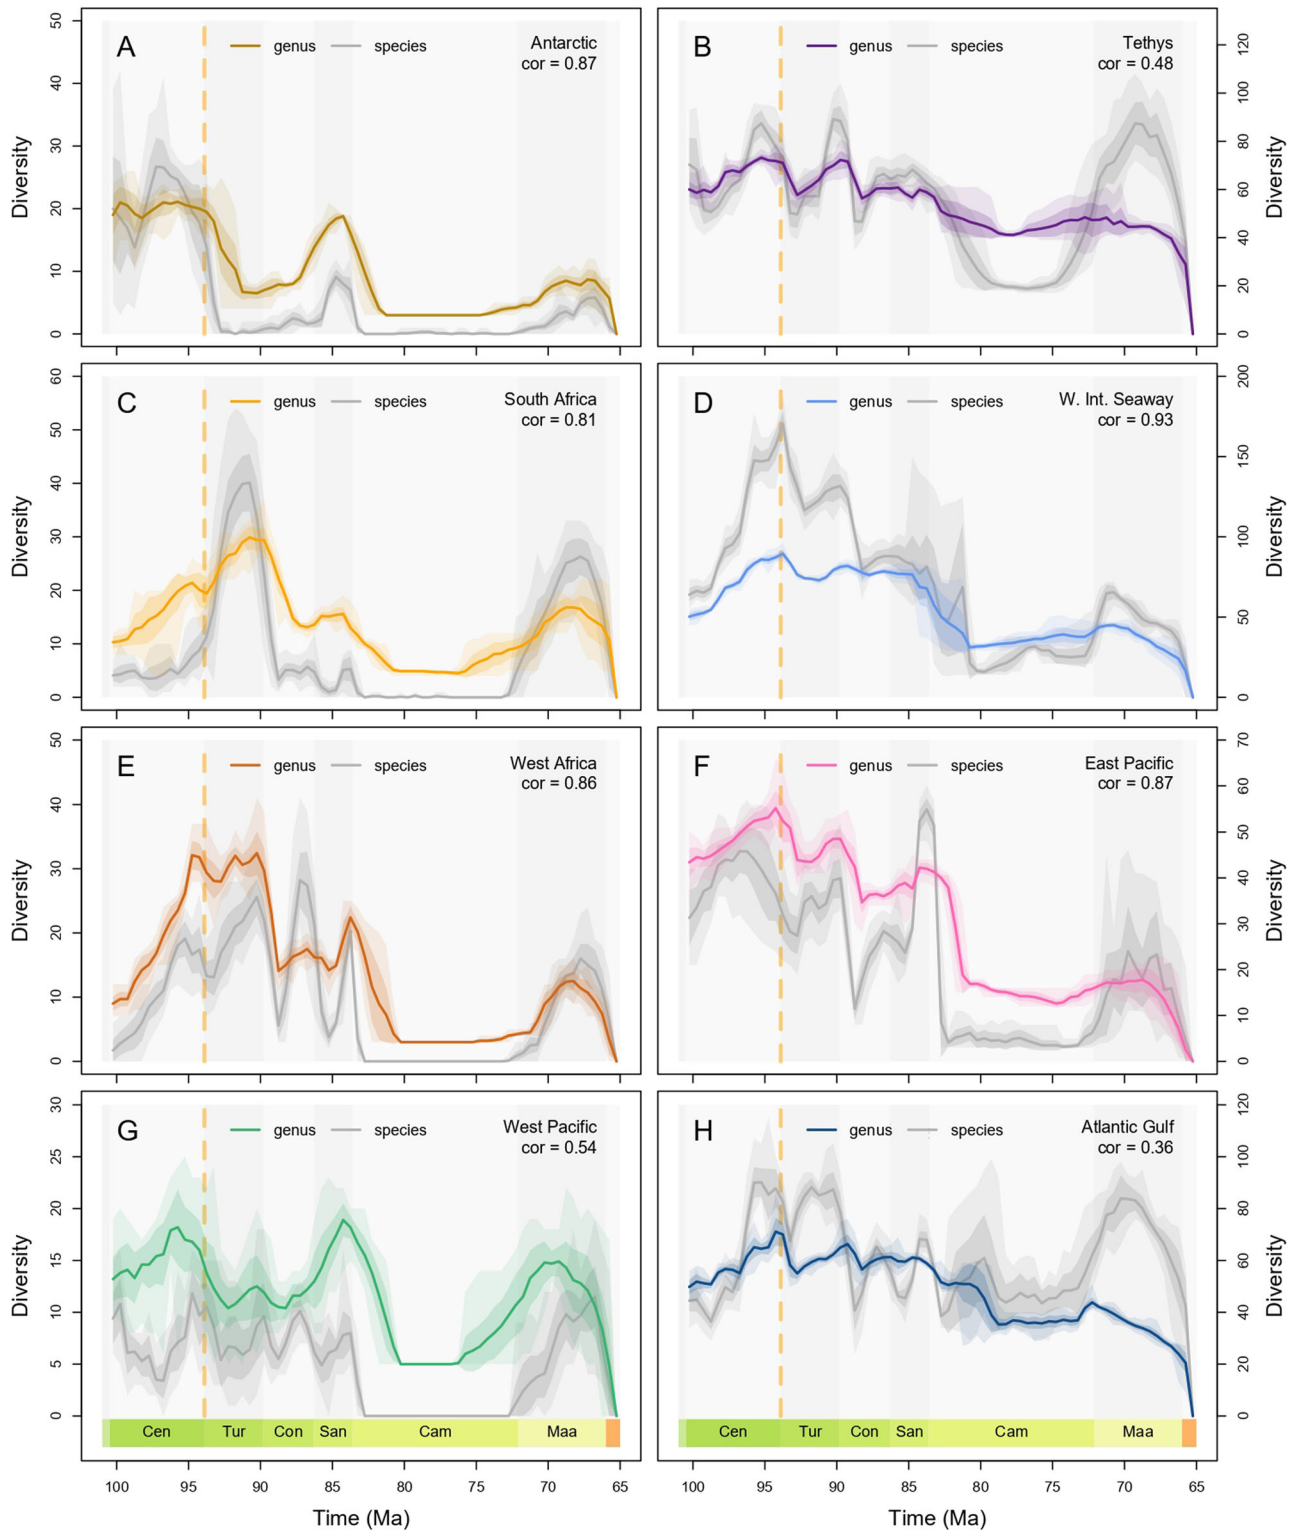 A
genus
species
Antarctic
cor = 0.87
Diversity
50
40
30
20
10
0
B
genus
species
Tethys
cor = 0.48
Diversity
120
100
80
60
40
20
0
C
genus
species
South Africa
cor = 0.81
Diversity
60
50
40
30
20
10
0
D
genus
species
W. Int. Seaway
cor = 0.93
Diversity
200
150
100
50
0
E
genus
species
West Africa
cor = 0.86
Diversity
50
40
30
20
10
0
F
genus
species
East Pacific
cor = 0.87
Diversity
70
60
50
40
30
20
10
0
G
genus
species
West Pacific
cor = 0.54
Diversity
30
25
20
15
10
5
0
Cen Tur Con San Cam Maa
100 95 90 85 80 75 70 65
Time (Ma)
H
genus
species
Atlantic Gulf
cor = 0.36
Diversity
120
100
80
60
40
20
0
Cen Tur Con San Cam Maa
100 95 90 85 80 75 70 65
Time (Ma)